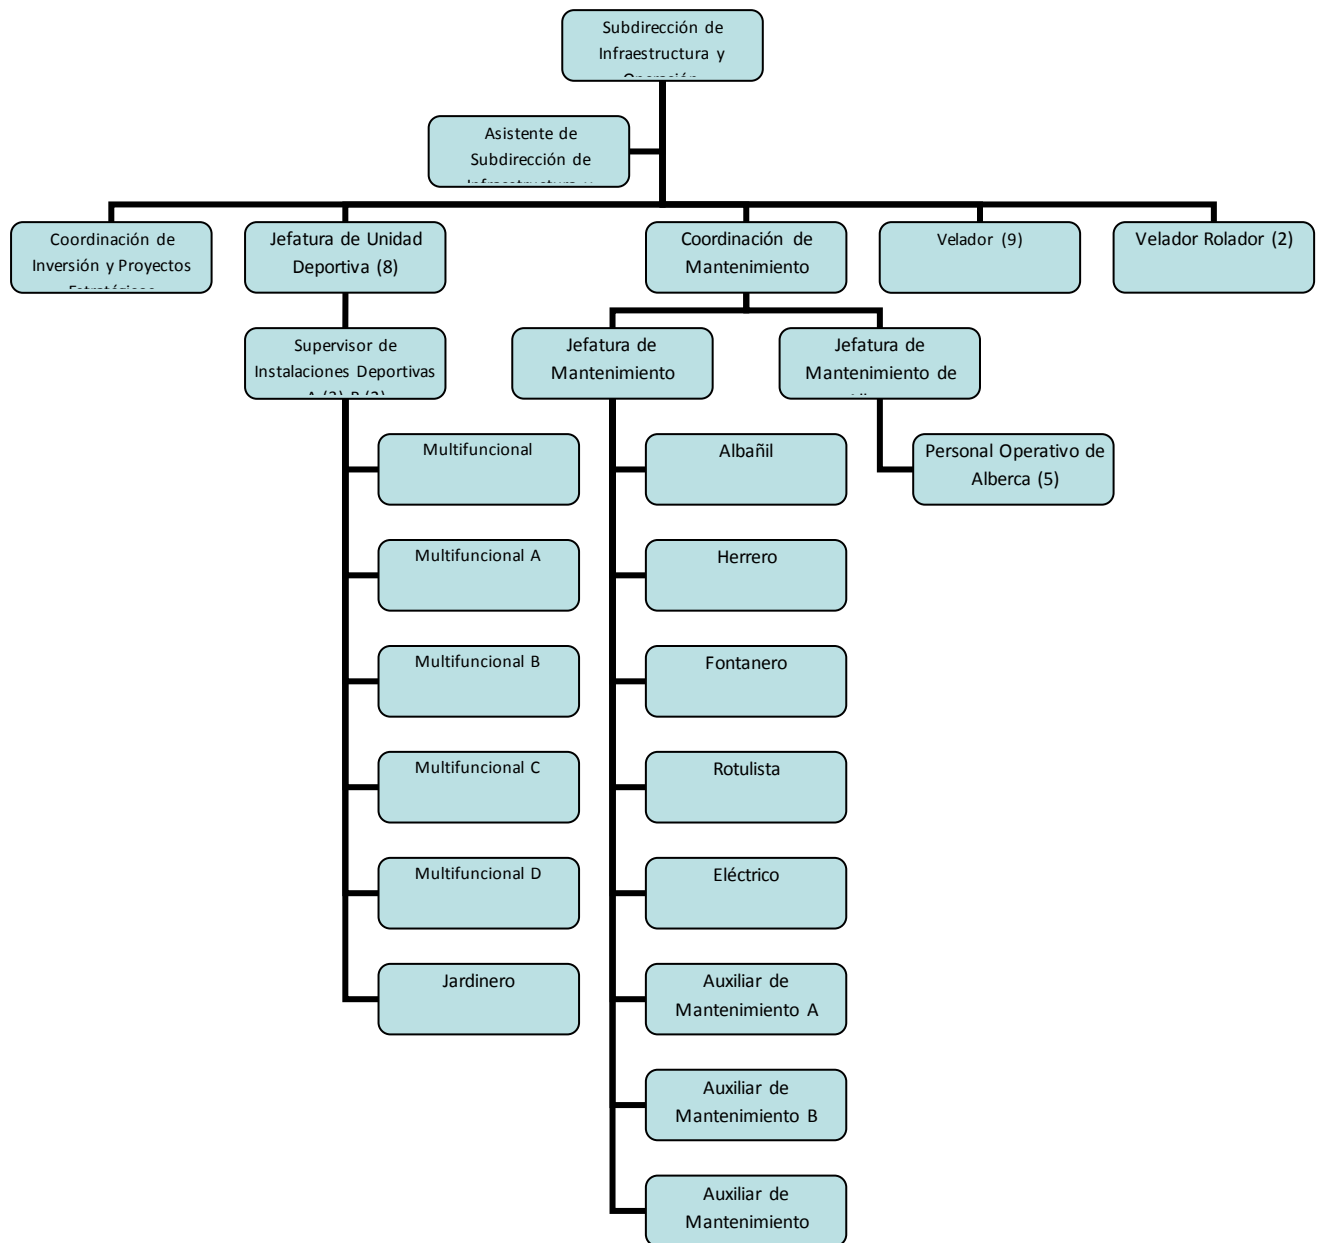 Subdirección de
Infraestructura y
Operación
Asistente de
Subdirección de
Infraestructura y
Coordinación de
Inversión y Proyectos
Estratégicos
Jefatura de Unidad
Deportiva (8)
Coordinación de
Mantenimiento
Velador (9)
Velador Rolador (2)
Supervisor de
Instalaciones Deportivas
Jefatura de
Mantenimiento
Jefatura de
Mantenimiento de
Multifuncional
Albañil
Personal Operativo de
Alberca (5)
Multifuncional A
Herrero
Multifuncional B
Fontanero
Multifuncional C
Rotulista
Multifuncional D
Eléctrico
Jardinero
Auxiliar de
Mantenimiento A
Auxiliar de
Mantenimiento B
Auxiliar de
Mantenimiento